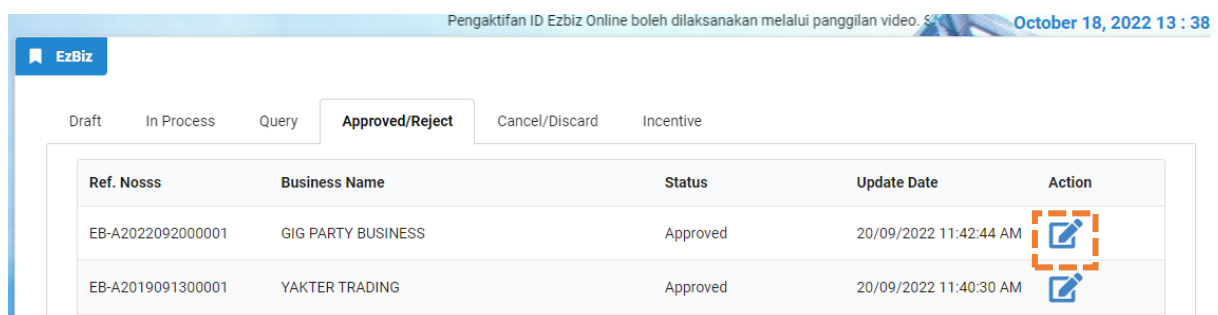 Pengaktifan ID Ezbiz Online boleh dilaksanakan melalui panggilan video. October 18, 2022 13 : 38
EzBiz
Draft In Process Query Approved/Reject Cancel/Discard Incentive
Ref. Nosss Business Name Status Update Date Action
EB-A2022092000001 GIG PARTY BUSINESS Approved 20/09/2022 11:42:44 AM
EB-A2019091300001 YAKTER TRADING Approved 20/09/2022 11:40:30 AM